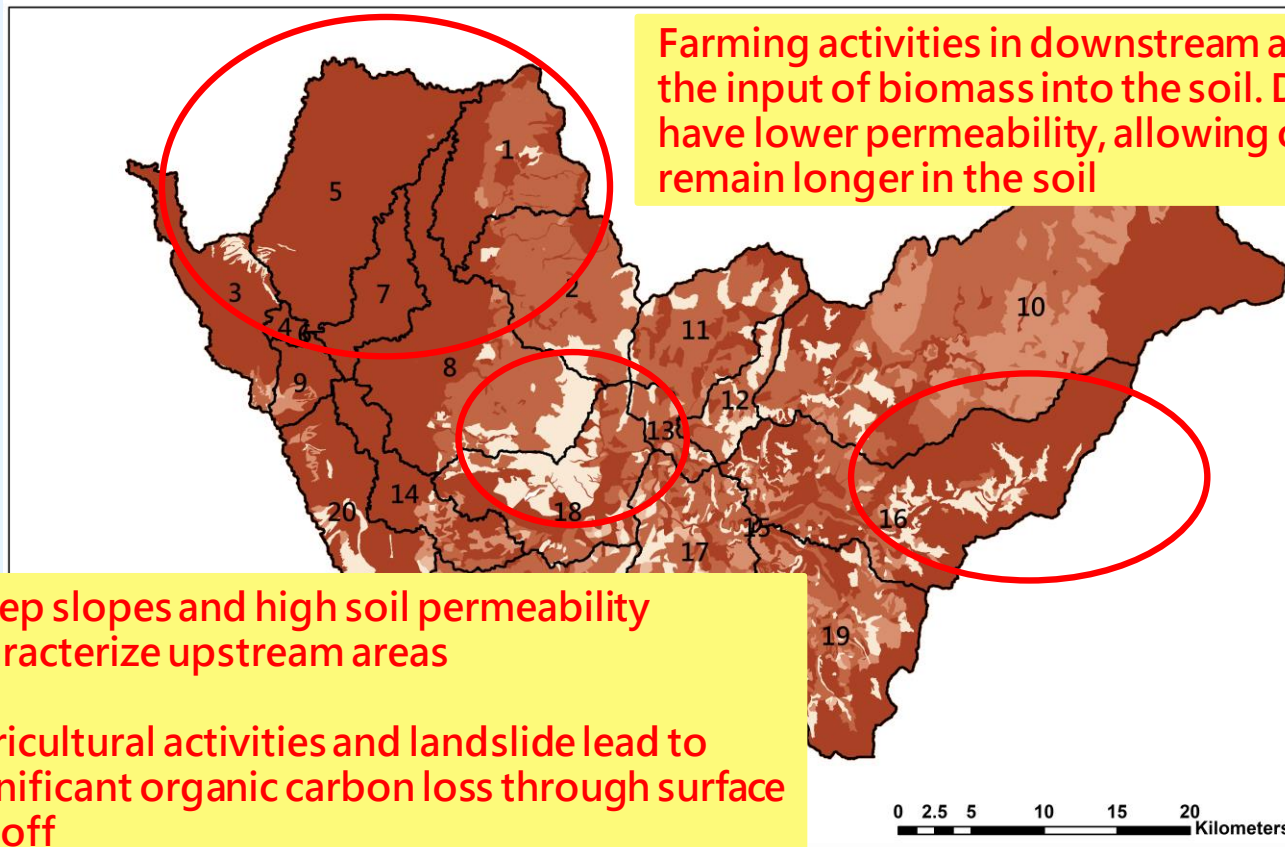 Farming activities in downstream a
the input of biomass into the soil. D
have lower permeability, allowing
remain longer in the soil
1
5
3
7
2
10
4
6
11
8
9
12
13
14
20
18
16
15
17
19
ep slopes and high soil permeability
racterize upstream areas
ricultural activities and landslide lead to
nificant organic carbon loss through surface
off
0 2.5 5 10 15 20
Kilometers